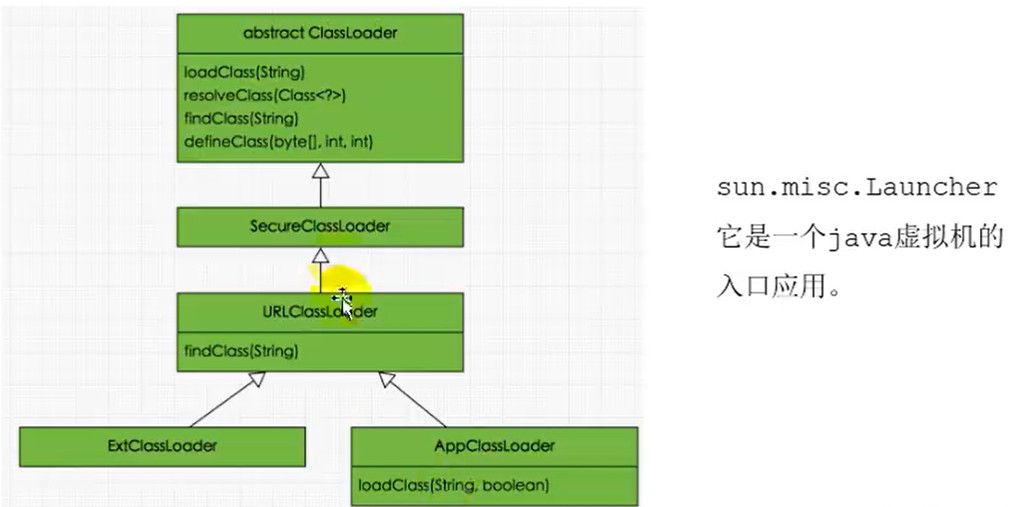 abstract ClassLoader
loadClass(String)
resolveClass(Class<?>)
findClass(String)
defineClass(byte[], int, int)
SecureClassLoader
URLClassLoader
findClass(String)
ExtClassLoader
AppClassLoader
loadClass(String, boolean)
sun.misc.Launcher
它是一个java虚拟机的
入口应用。